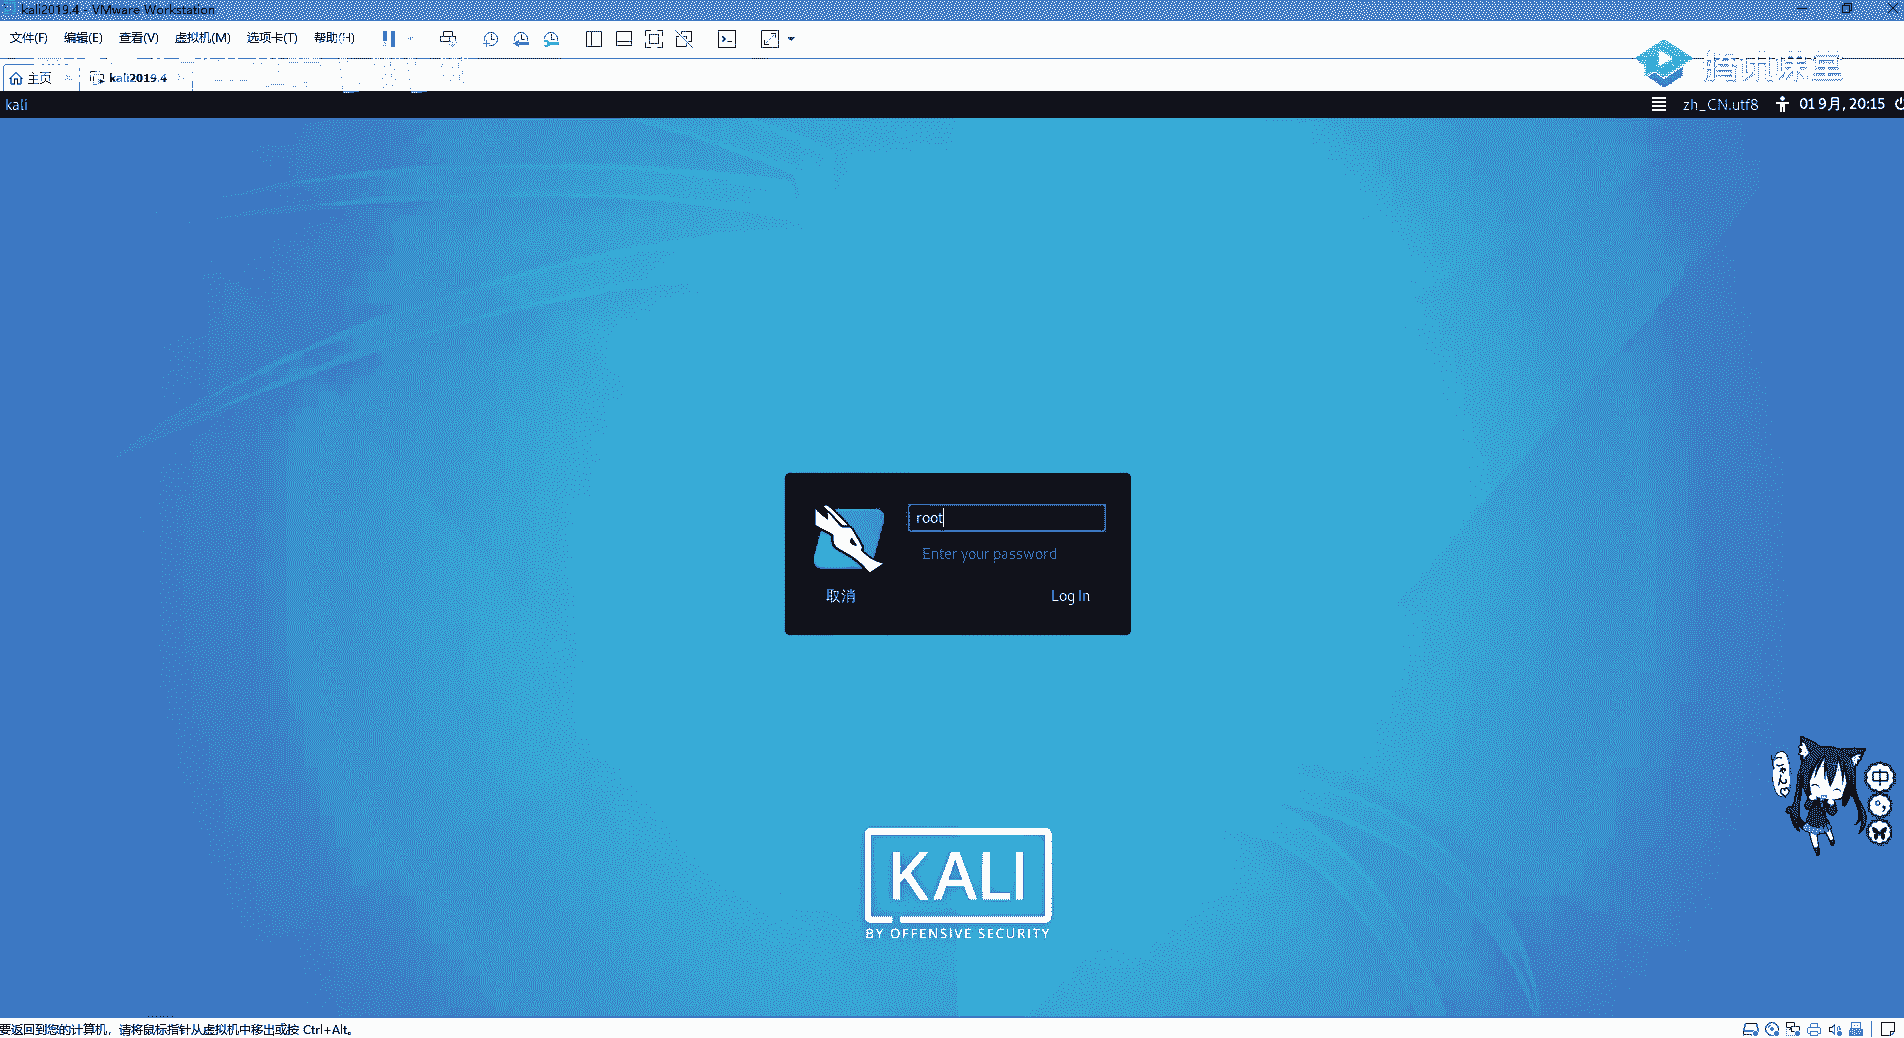 kali2019.4 - VMware Workstation
文件(F) 编辑(E) 查看(V) 虚拟机(M) 选项卡(T) 帮助(H)
腾讯课堂
主页 kali2019.4
kali zh_CN.utf8 01 9月, 20:15
root
Enter your password
取消 Log In
にゃん
中
KALI
BY OFFENSIVE SECURITY
要返回到您的计算机，请将鼠标指针从虚拟机中移出或按 Ctrl+Alt。